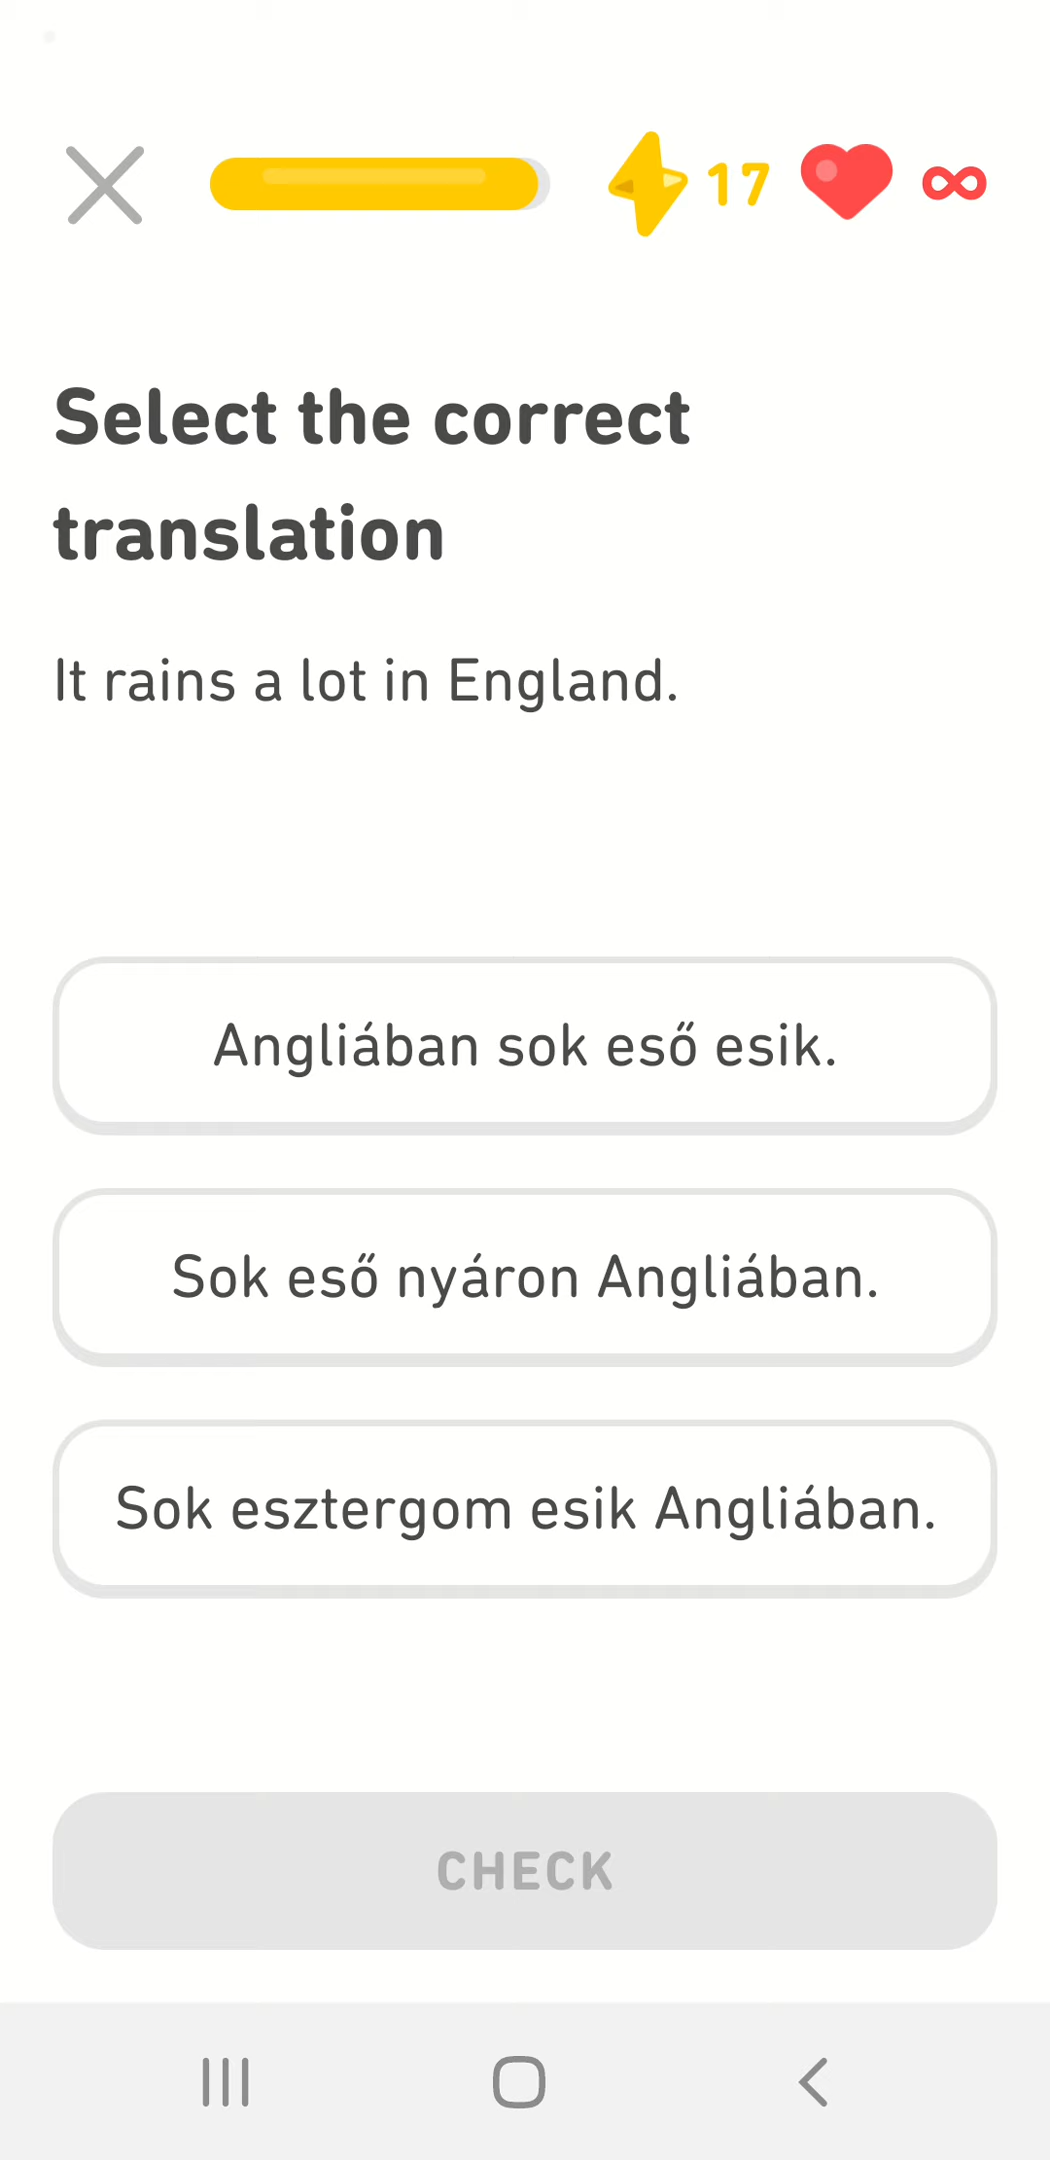 17 ∞
Select the correct
translation
It rains a lot in England.
Angliában sok eső esik.
Sok eső nyáron Angliában.
Sok esztergom esik Angliában.
CHECK